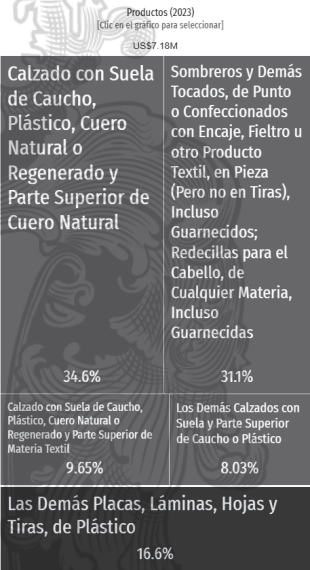 Productos (2023)
[Clic en el gráfico para seleccionar]
US$7.18M
Calzado con Suela
de Caucho,
Plástico, Cuero
Natural o
Regenerado y
Parte Superior de
Cuero Natural
34.6%
Sombreros y Demás
Tocados, de Punto
o Confeccionados
con Encaje, Fieltro u
otro Producto
Textil, en Pieza
(Pero no en Tiras),
Incluso
Guarnecidos;
Redecillas para el
Cabello, de
Cualquier Materia,
Incluso
Guarnecidas
31.1%
Calzado con Suela de Caucho,
Plástico, Cuero Natural o
Regenerado y Parte Superior de
Materia Textil
9.65%
Los Demás Calzados con
Suela y Parte Superior
de Caucho o Plástico
8.03%
Las Demás Placas, Láminas, Hojas y
Tiras, de Plástico
16.6%